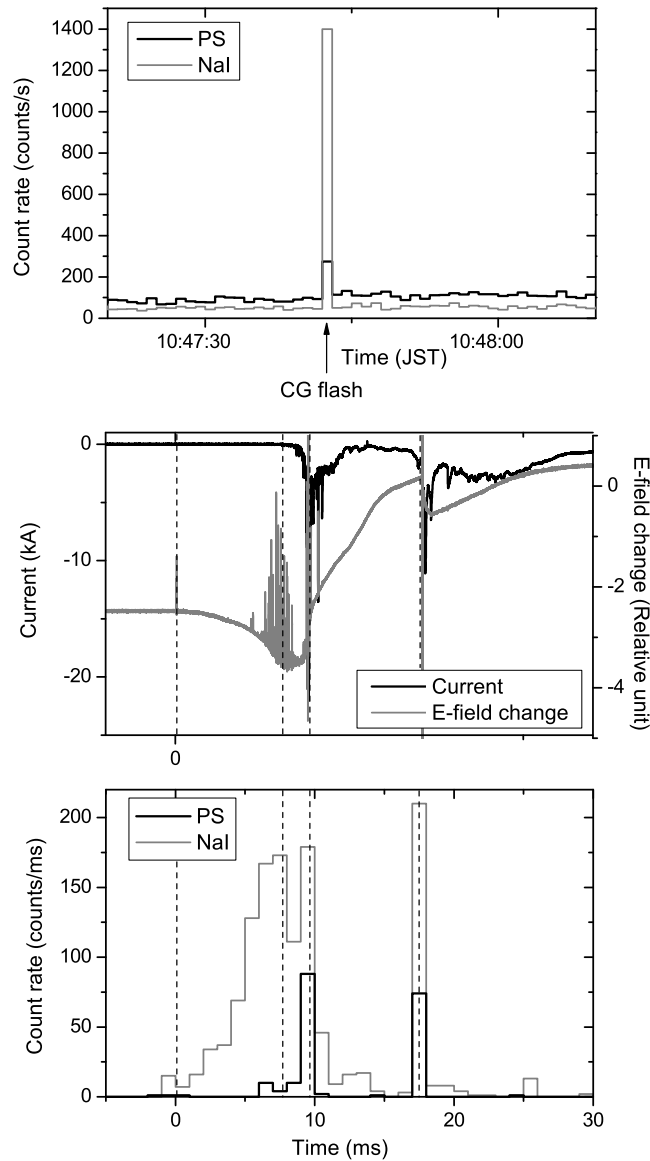 1400
1200
1000
800
600
400
200
0
Count rate (counts/s)
PS
NaI
10:47:30
10:48:00
Time (JST)
CG flash
0
-10
-20
Current (kA)
0
-2
-4
E-field change (Relative unit)
Current
E-field change
0
200
150
100
50
0
Count rate (counts/ms)
PS
NaI
0
10
20
30
Time (ms)